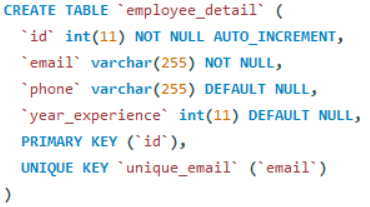 CREATE TABLE `employee_detail` (
`id` int(11) NOT NULL AUTO_INCREMENT,
`email` varchar(255) NOT NULL,
`phone` varchar(255) DEFAULT NULL,
`year_experience` int(11) DEFAULT NULL,
PRIMARY KEY (`id`),
UNIQUE KEY `unique_email` (`email`)
)